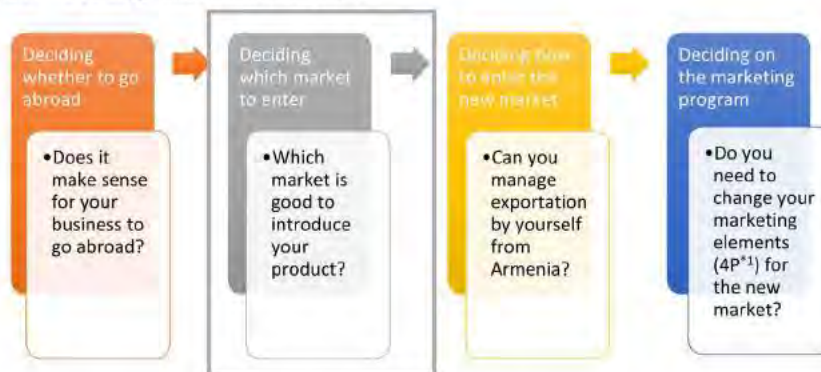 Deciding
whether to go
abroad
•Does it
make sense
for your
business to
go abroad?
Deciding
which market
to enter
•Which
market is
good to
introduce
your
product?
Deciding how
to enter the
new market
•Can you
manage
exportation
by yourself
from
Armenia?
Deciding on
the marketing
program
•Do you
need to
change your
marketing
elements
(4P*1) for
the new
market?